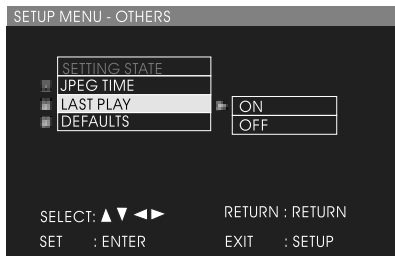 SETUP MENU - OTHERS
SETTING STATE
JPEG TIME
LAST PLAY
ON
DEFAULTS
OFF
SELECT: ▲▼◄►
RETURN : RETURN
SET : ENTER
EXIT : SETUP